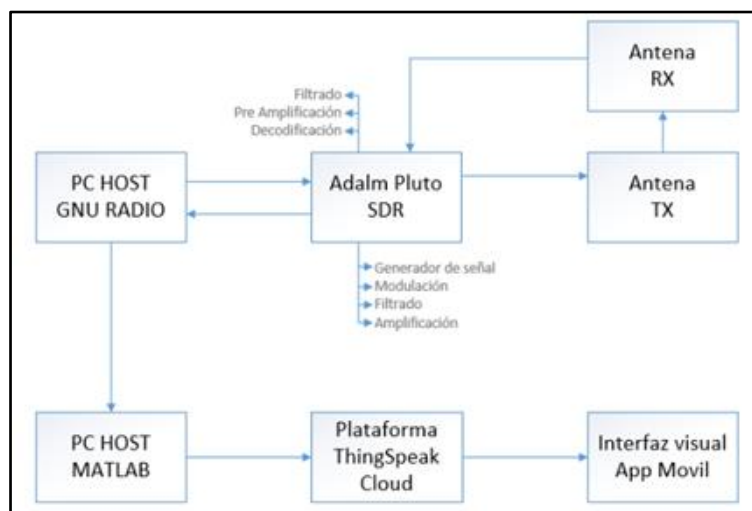 Antena
RX
Filtrado
Pre Amplificación
Decodificación
PC HOST
GNU RADIO
Adalm Pluto
SDR
Antena
TX
Generador de señal
Modulación
Filtrado
Amplificación
PC HOST
MATLAB
Plataforma
ThingSpeak
Cloud
Interfaz visual
App Movil